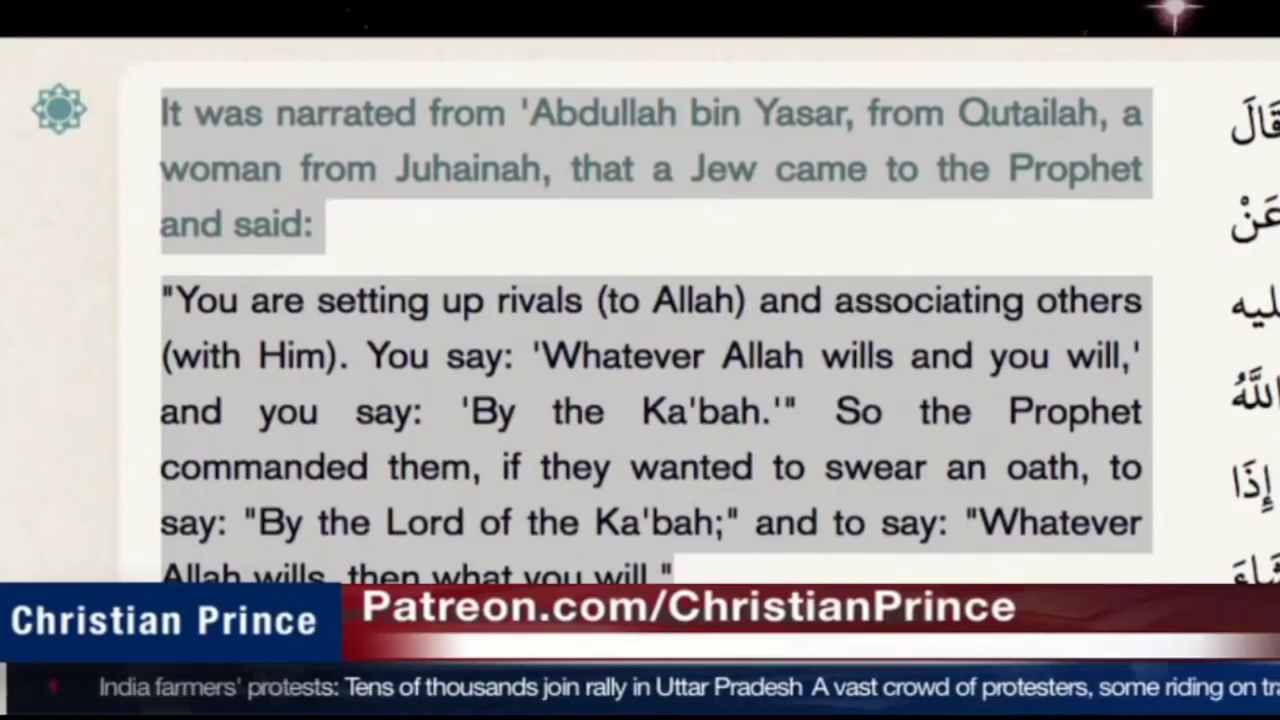 It was narrated from 'Abdullah bin Yasar, from Qutailah, a
woman from Juhainah, that a Jew came to the Prophet
and said:
"You are setting up rivals (to Allah) and associating others
(with Him). You say: 'Whatever Allah wills and you will,'
and you say: 'By the Ka'bah.'" So the Prophet
commanded them, if they wanted to swear an oath, to
say: "By the Lord of the Ka'bah;" and to say: "Whatever
Allah wills, then what you will."
قَالَ
عَنْ
إِذَا
Christian Prince
Patreon.com/ChristianPrince
India farmers' protests: Tens of thousands join rally in Uttar Pradesh A vast crowd of protesters, some riding on